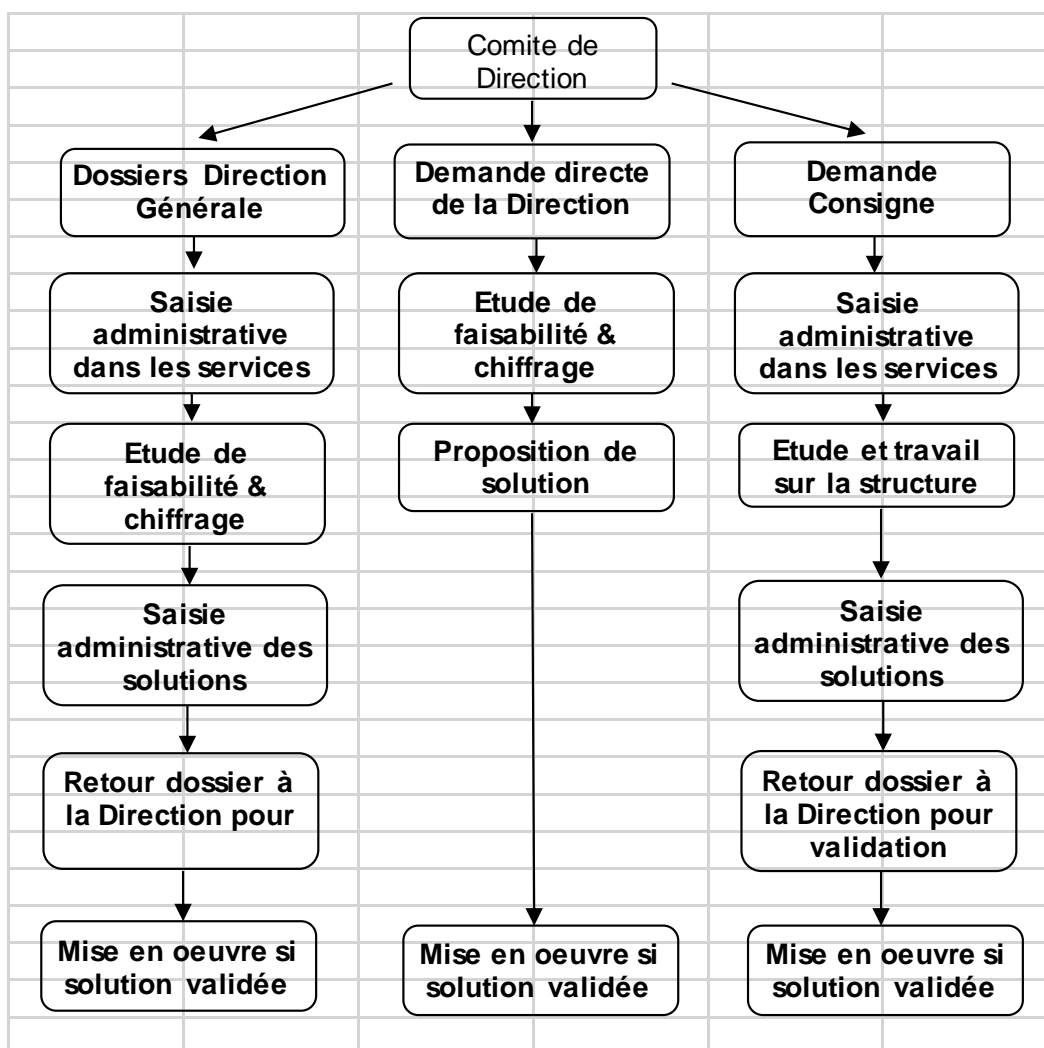 Comite de
Direction
Dossiers Direction
Générale
Saisie
administrative
dans les services
Etude de
faisabilité &
chiffrage
Saisie
administrative des
solutions
Retour dossier à
la Direction pour
Mise en oeuvre si
solution validée
Demande directe
de la Direction
Etude de
faisabilité &
chiffrage
Proposition de
solution
Mise en oeuvre si
solution validée
Demande
Consigne
Saisie
administrative
dans les services
Etude et travail
sur la structure
Saisie
administrative des
solutions
Retour dossier à
la Direction pour
validation
Mise en oeuvre si
solution validée